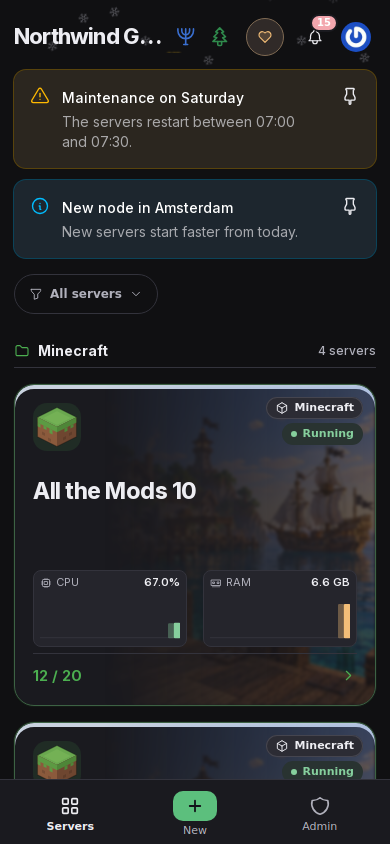 Northwind G...
15
Maintenance on Saturday
The servers restart between 07:00
and 07:30.
New node in Amsterdam
New servers start faster from today.
All servers
Minecraft
4 servers
Minecraft
Running
All the Mods 10
CPU
67.0%
RAM
6.6 GB
12 / 20
Minecraft
Running
Servers
New
Admin